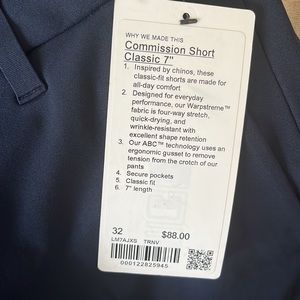 WHY WE MADE THIS
Commission Short
Classic 7"
1. Inspired by chinos, these
classic-fit shorts are made for
all-day comfort
2. Designed for everyday
performance, our Warpstreme™
fabric is four-way stretch,
quick-drying, and
wrinkle-resistant with
excellent shape retention
3. Our ABC™ technology uses an
ergonomic gusset to remove
tension from the crotch of our
pants
4. Secure pockets
5. Classic fit
6. 7" length
32 $88.00
LM7AJXS TRNV
000122825945